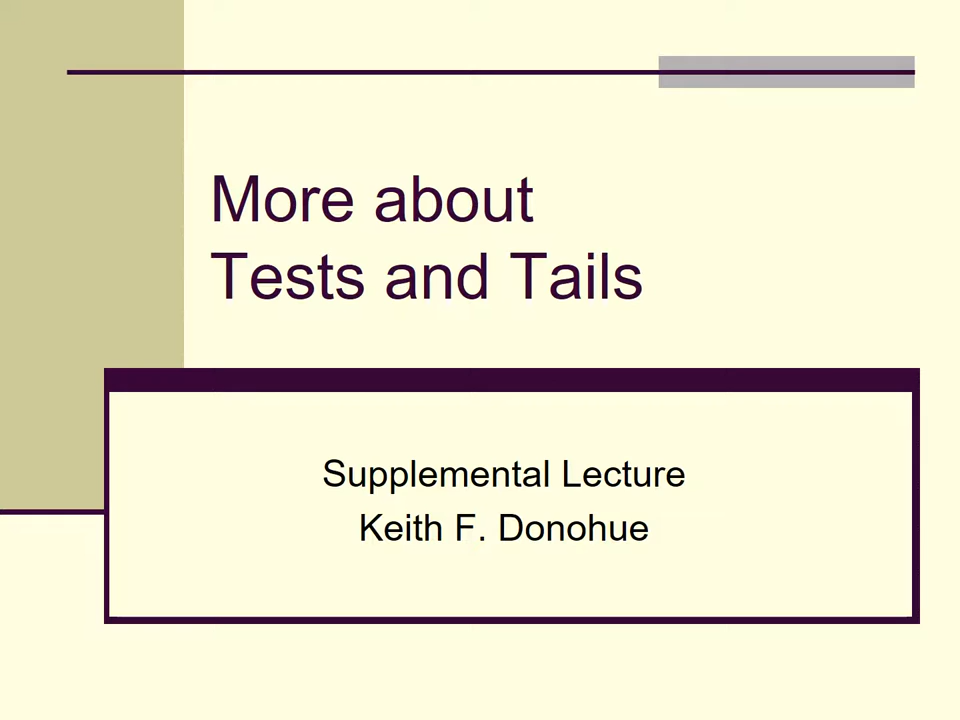 More about
Tests and Tails
Supplemental Lecture
Keith F. Donohue